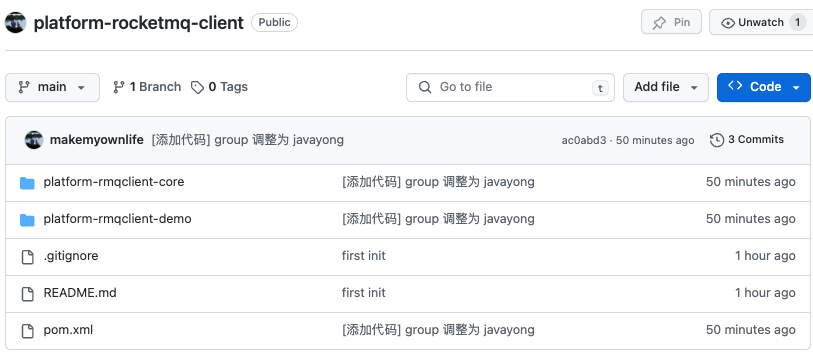 platform-rocketmq-client Public Pin Unwatch 1
main 1 Branch 0 Tags Go to file t Add file Code
makemyownlife [添加代码] group 调整为 javayong ac0abd3 · 50 minutes ago 3 Commits
platform-rmqclient-core [添加代码] group 调整为 javayong 50 minutes ago
platform-rmqclient-demo [添加代码] group 调整为 javayong 50 minutes ago
.gitignore first init 1 hour ago
README.md first init 1 hour ago
pom.xml [添加代码] group 调整为 javayong 50 minutes ago